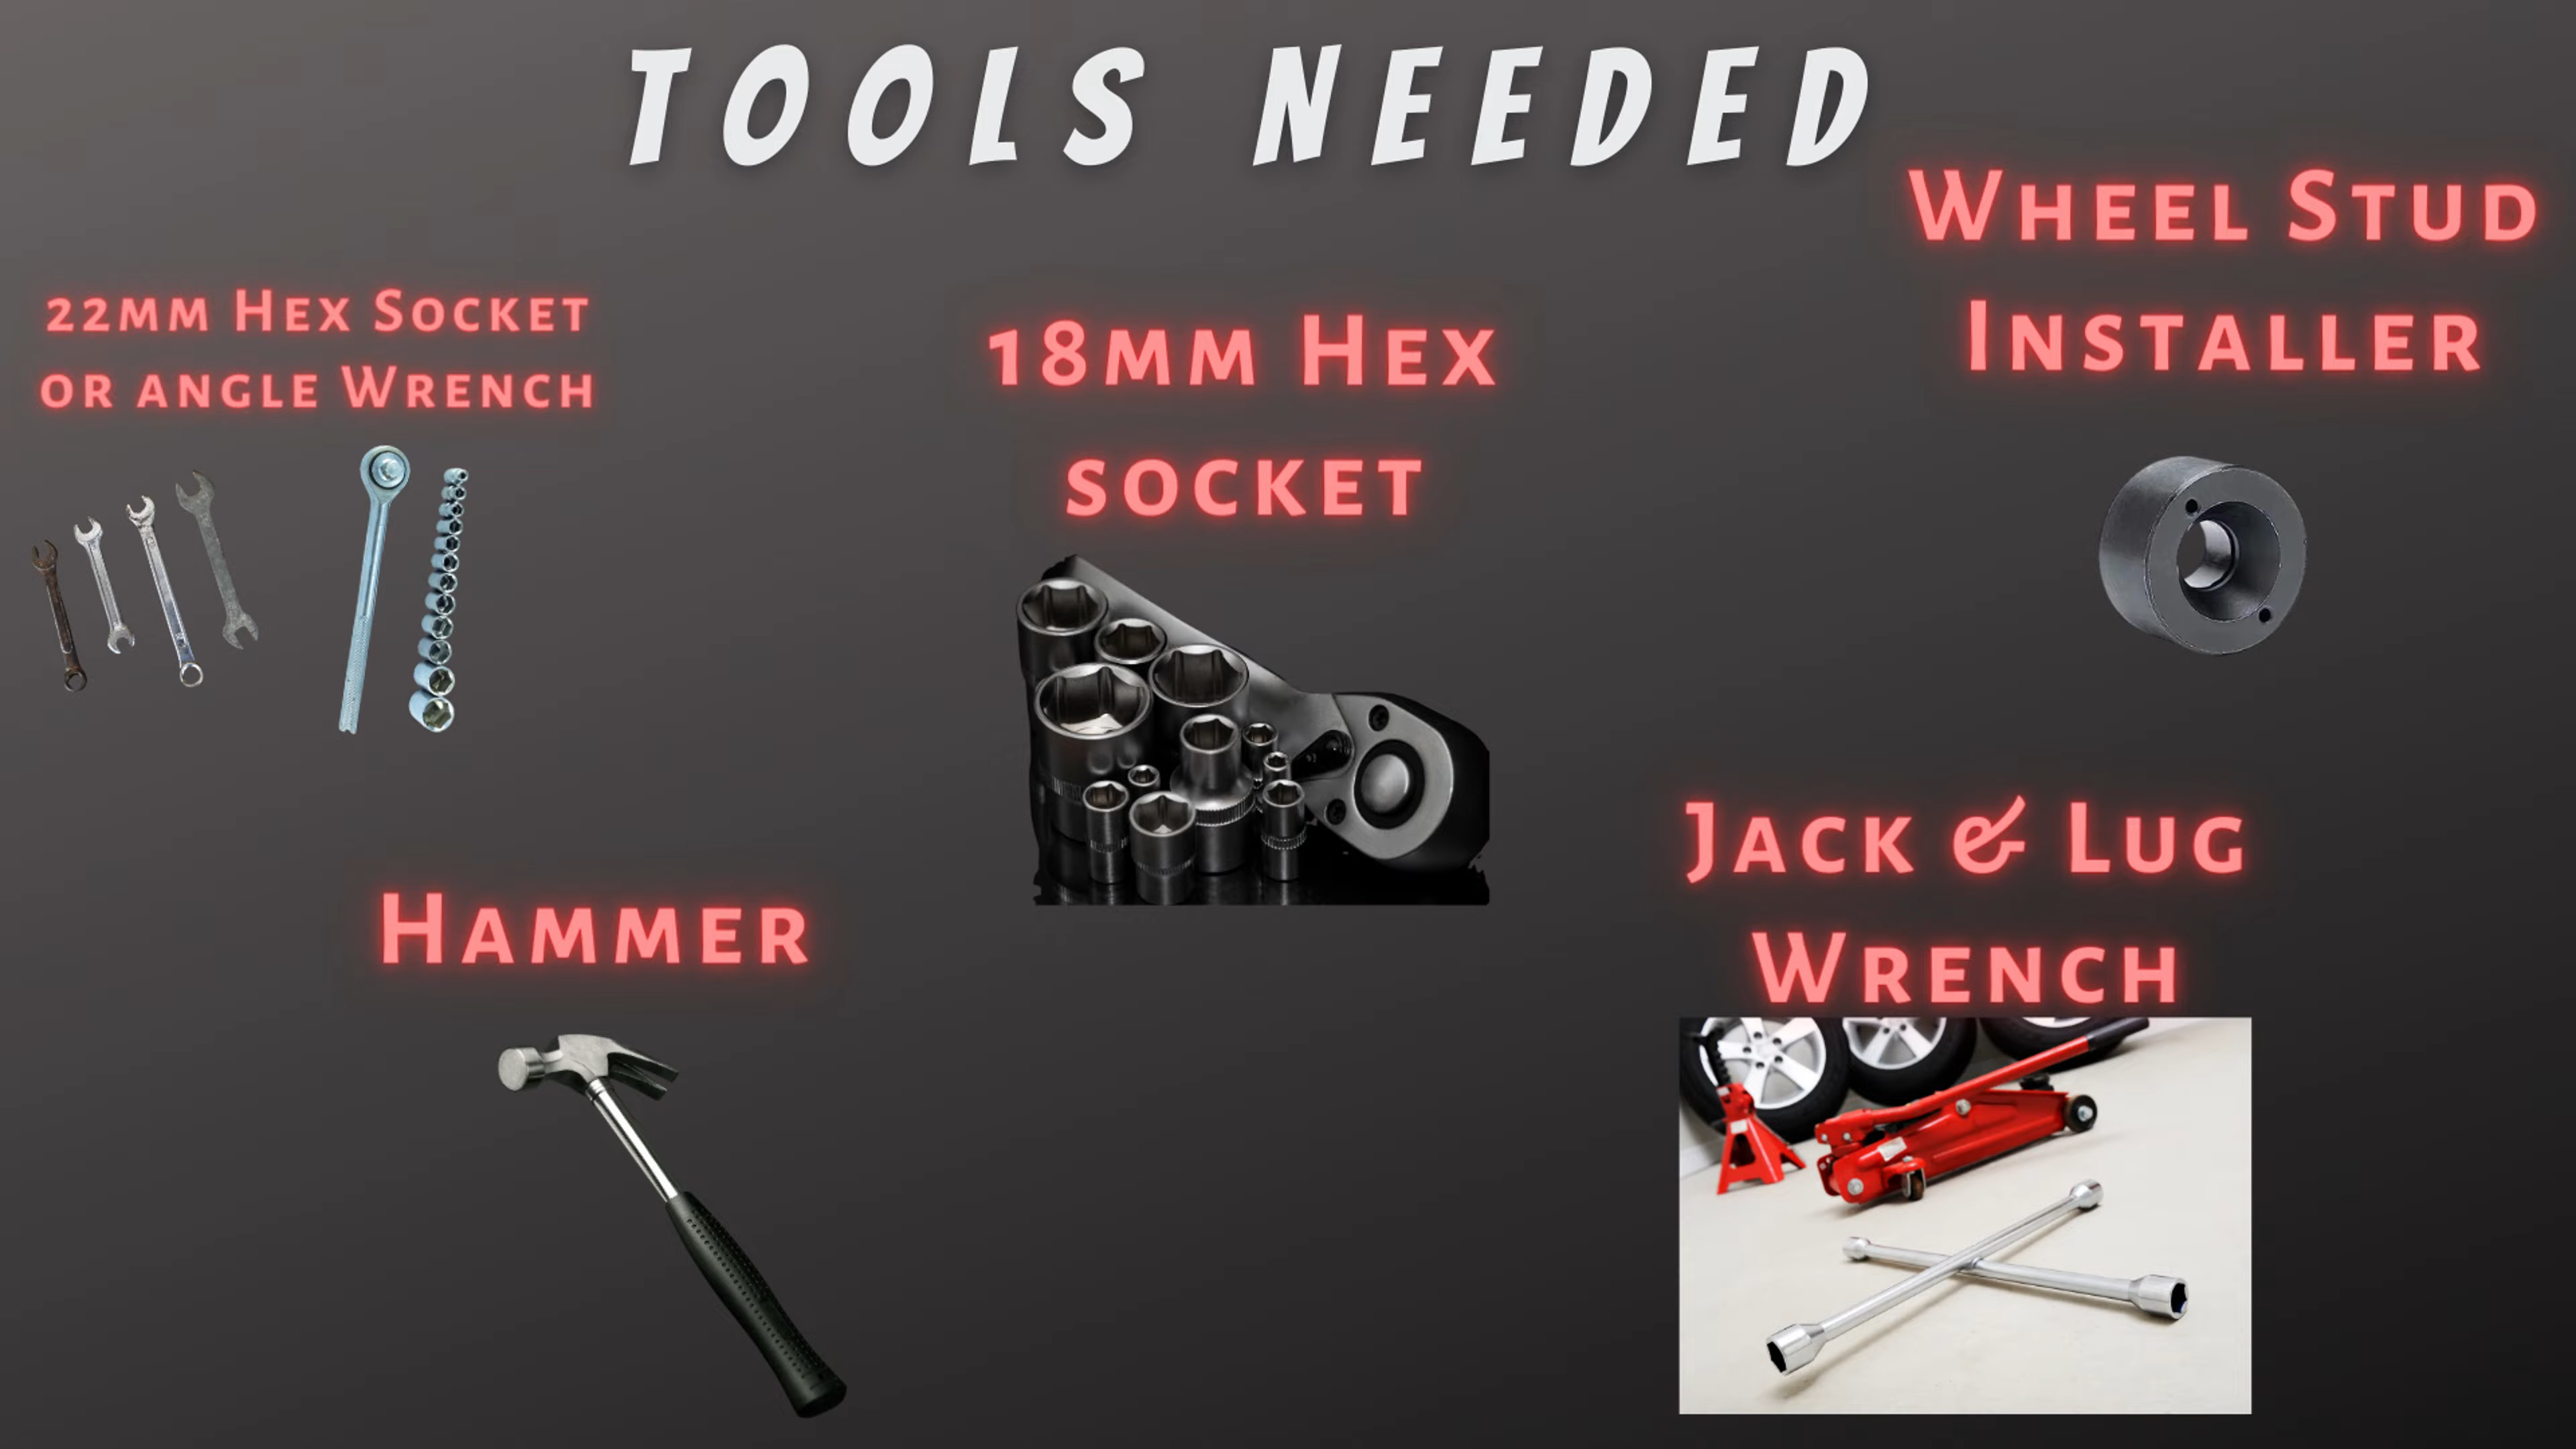 TOOLS NEEDED
22mm Hex Socket
or angle Wrench
18mm Hex
socket
Wheel Stud
Installer
Hammer
Jack & Lug
Wrench